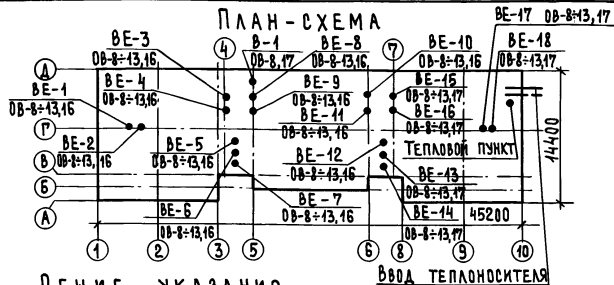 ПЛАН-СХЕМА
ВЕ-17 ОВ-8÷13,17
ВЕ-3
ОВ-8÷13,16
4
В-1
ОВ-8,17
ВЕ-8
ОВ-8÷13,16
7
ВЕ-10
ОВ-8÷13,16
ВЕ-18
ОВ-8÷13,17
Д
ВЕ-1
ОВ-8÷13,16
ВЕ-4
ОВ-8÷13,16
ВЕ-9
ОВ-8÷13,16
ВЕ-15
ОВ-8÷13,17
Г
ВЕ-11
ОВ-8÷13,16
ВЕ-16
ОВ-8÷13,17
ВЕ-2
ОВ-8÷13,16
ВЕ-5
ОВ-8÷13,16
ВЕ-12
ОВ-8÷13,16
ТЕПЛОВОЙ ПУНКТ
14400
В
Б
А
ВЕ-13
ОВ-8÷13,17
ВЕ-6
ОВ-8÷13,16
ВЕ-7
ОВ-8÷13,16
ВЕ-14
ОВ-8÷13,17
45200
1 2 3 5 6 8 9 10
ВВОД ТЕПЛОНОСИТЕЛЯ
УКАЗАНИЯ